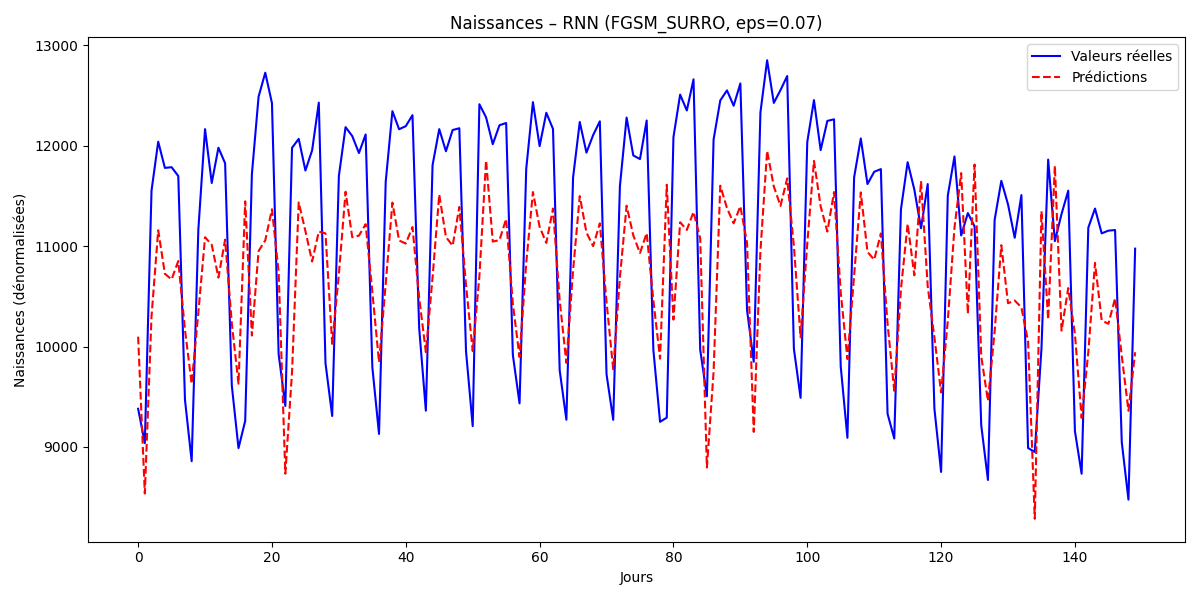 Naissances – RNN (FGSM_SURRO, eps=0.07)
Valeurs réelles
Prédictions
Naissances (dénormalisées)
13000
12000
11000
10000
9000
0 20 40 60 80 100 120 140
Jours